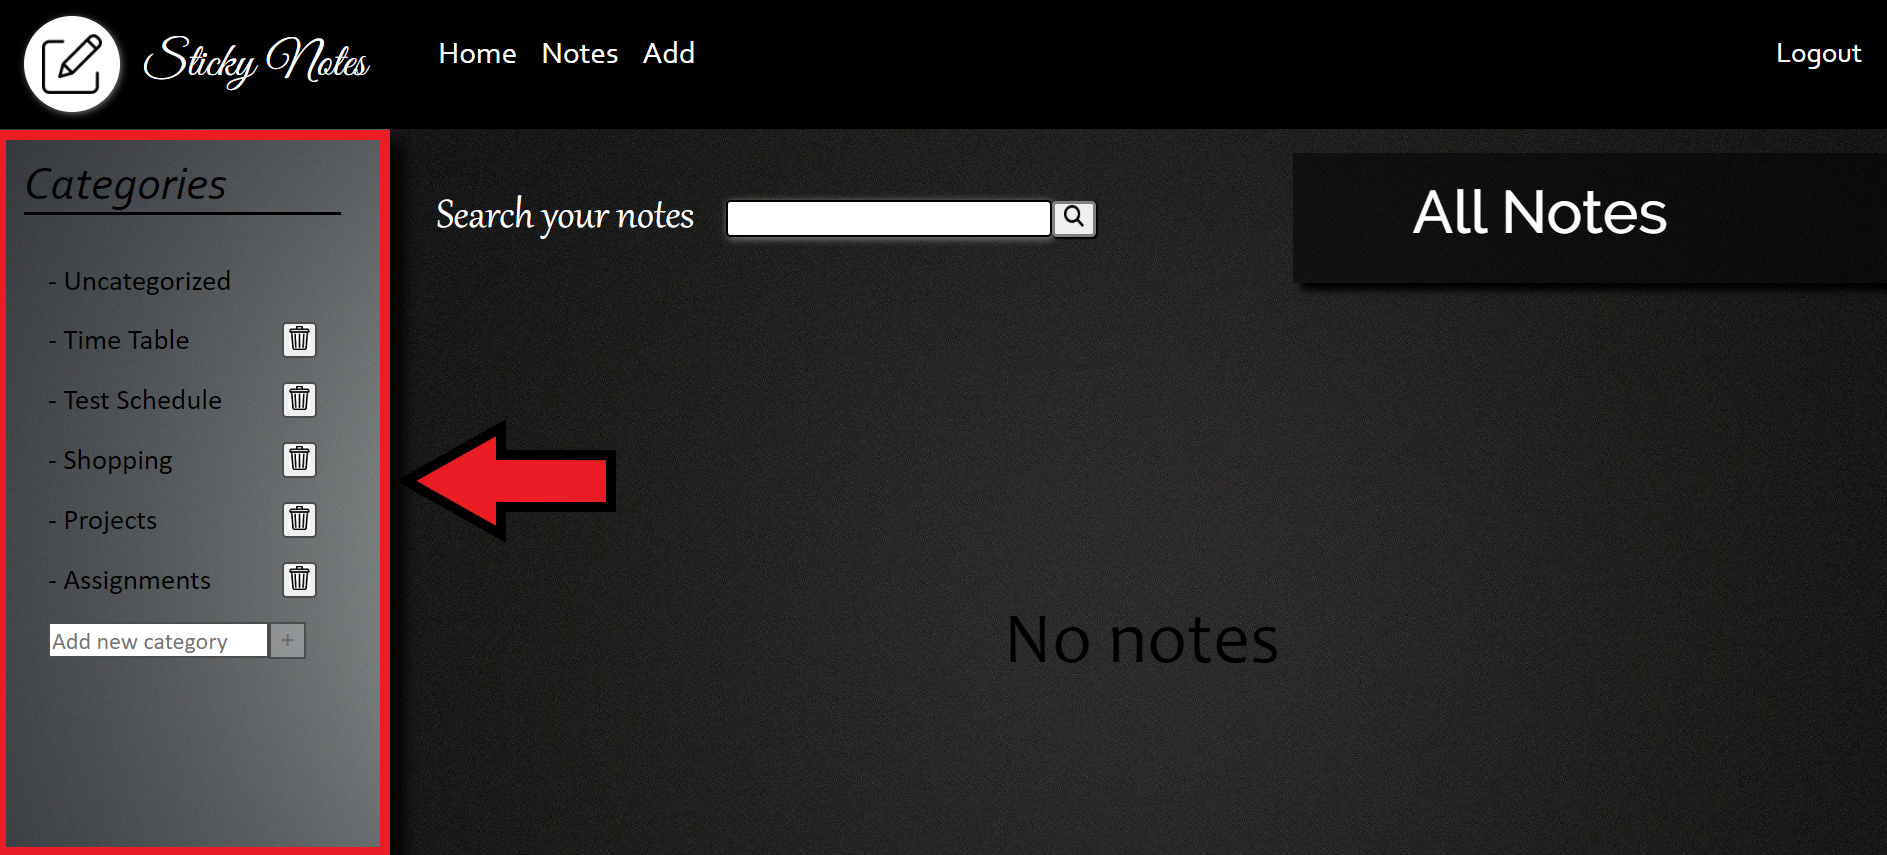 Sticky Notes
Home Notes Add
Logout
Categories
- Uncategorized
- Time Table
- Test Schedule
- Shopping
- Projects
- Assignments
Add new category +
Search your notes
All Notes
No notes